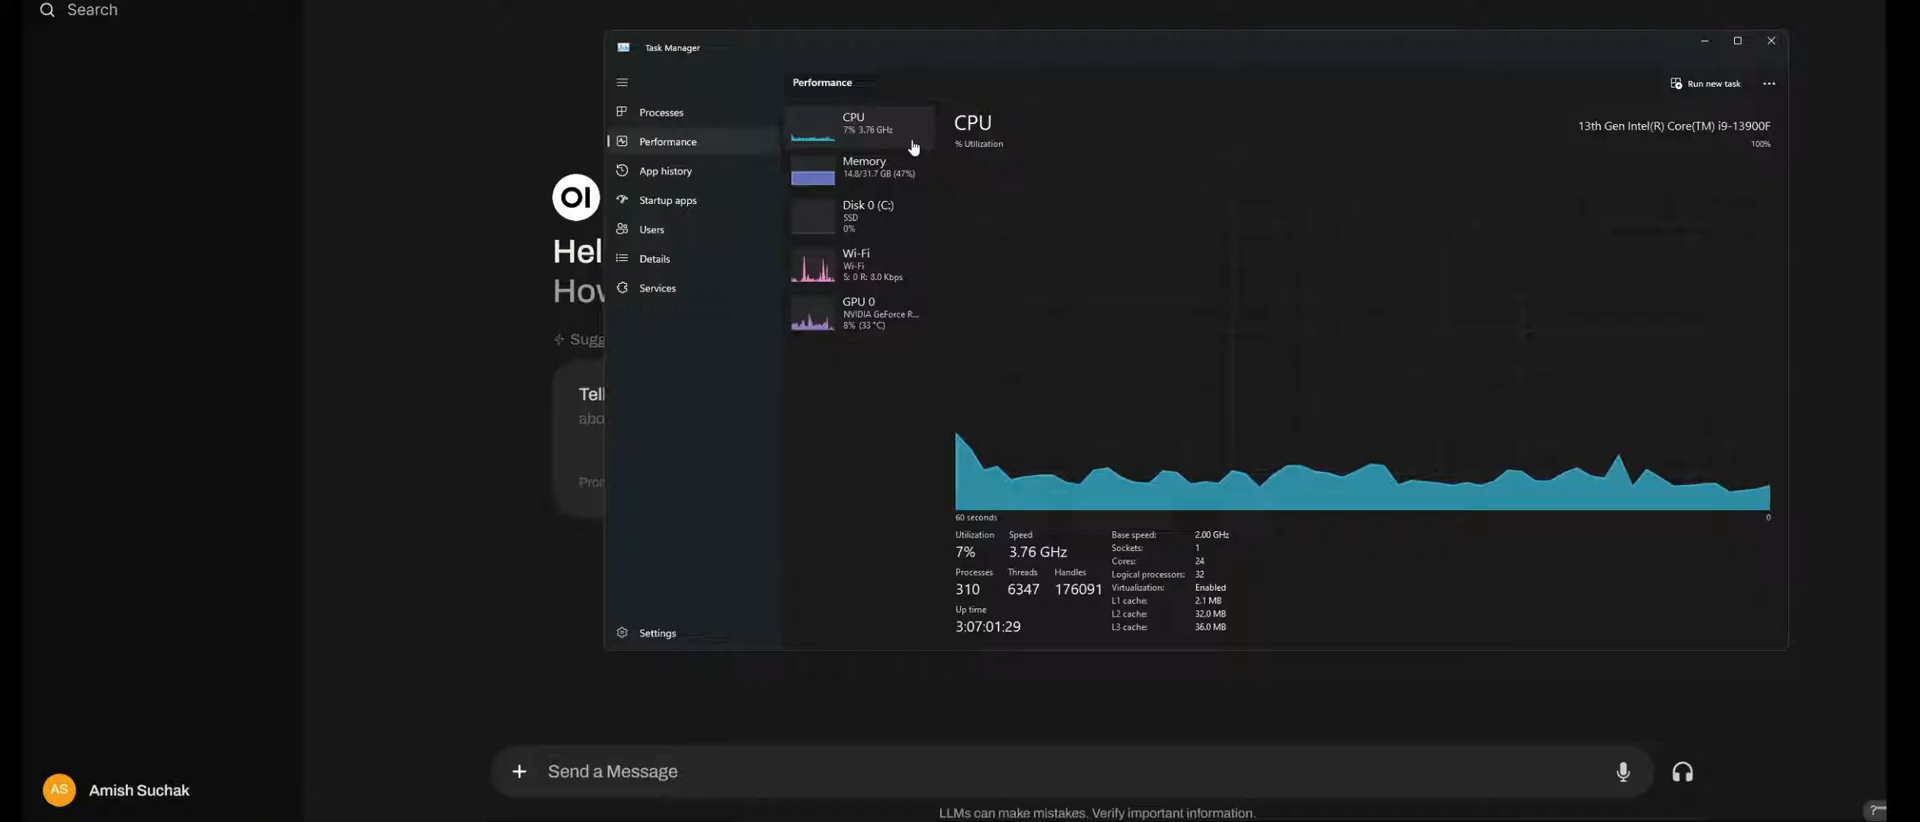 Search
Task Manager
Performance
Run new task
Processes
Performance
App history
Startup apps
Users
Details
Services
Settings
CPU
7% 3.76 GHz
Memory
14.8/31.7 GB (47%)
Disk 0 (C:)
SSD
0%
Wi-Fi
Wi-Fi
S: 0 R: 8.0 Kbps
GPU 0
NVIDIA GeForce R...
8% (33 °C)
CPU
13th Gen Intel(R) Core(TM) i9-13900F
% Utilization
100%
60 seconds
0
Utilization
Speed
7%
3.76 GHz
Processes
Threads
Handles
310
6347
176091
Up time
3:07:01:29
Base speed: 2.00 GHz
Sockets: 1
Cores: 24
Logical processors: 32
Virtualization: Enabled
L1 cache: 2.1 MB
L2 cache: 32.0 MB
L3 cache: 36.0 MB
OI
Hel
How
Sugg
Tell
abo
Pror
Send a Message
AS
Amish Suchak
LLMs can make mistakes. Verify important information.
?